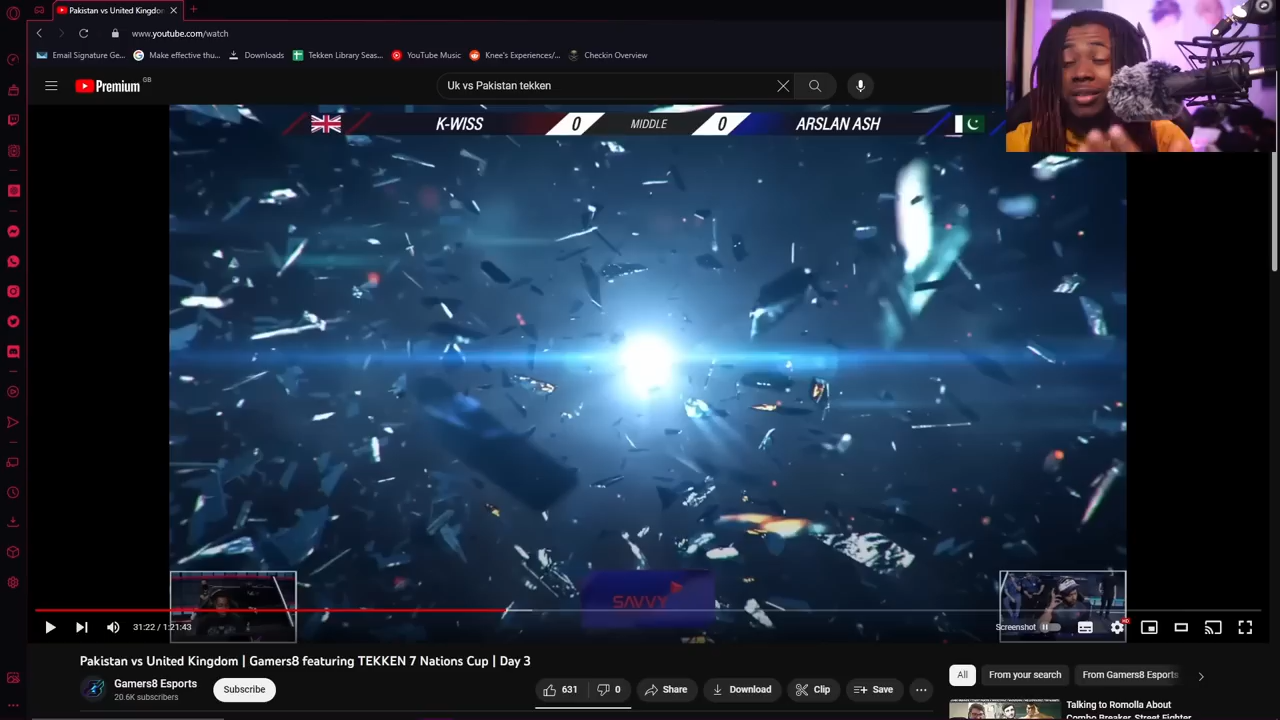 Pakistan vs United Kingdom
www.youtube.com/watch
Email Signature Ge...
Make effective thu...
Downloads
Tekken Library Seas...
YouTube Music
Knee's Experiences/...
Checkin Overview
Premium GB
Uk vs Pakistan tekken
K-WISS 0 MIDDLE 0 ARSLAN ASH
SAVVY
31:22 / 1:21:43
Screenshot
HD
Pakistan vs United Kingdom | Gamers8 featuring TEKKEN 7 Nations Cup | Day 3
Gamers8 Esports
20.6K subscribers
Subscribe
631
0
Share
Download
Clip
Save
All
From your search
From Gamers8 Esports
Talking to Romolla About
Combo Breaker, Street Fighter